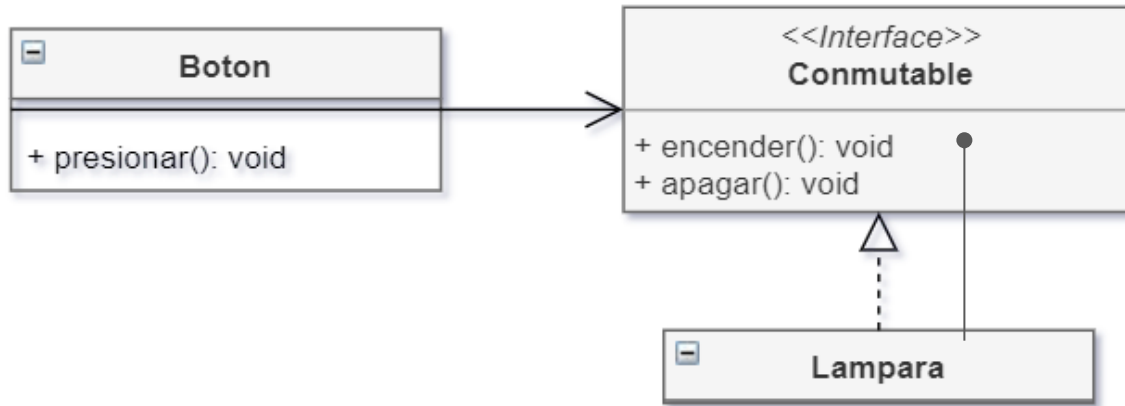 Boton
+ presionar(): void
<<Interface>>
Conmutable
+ encender(): void
+ apagar(): void
Lampara